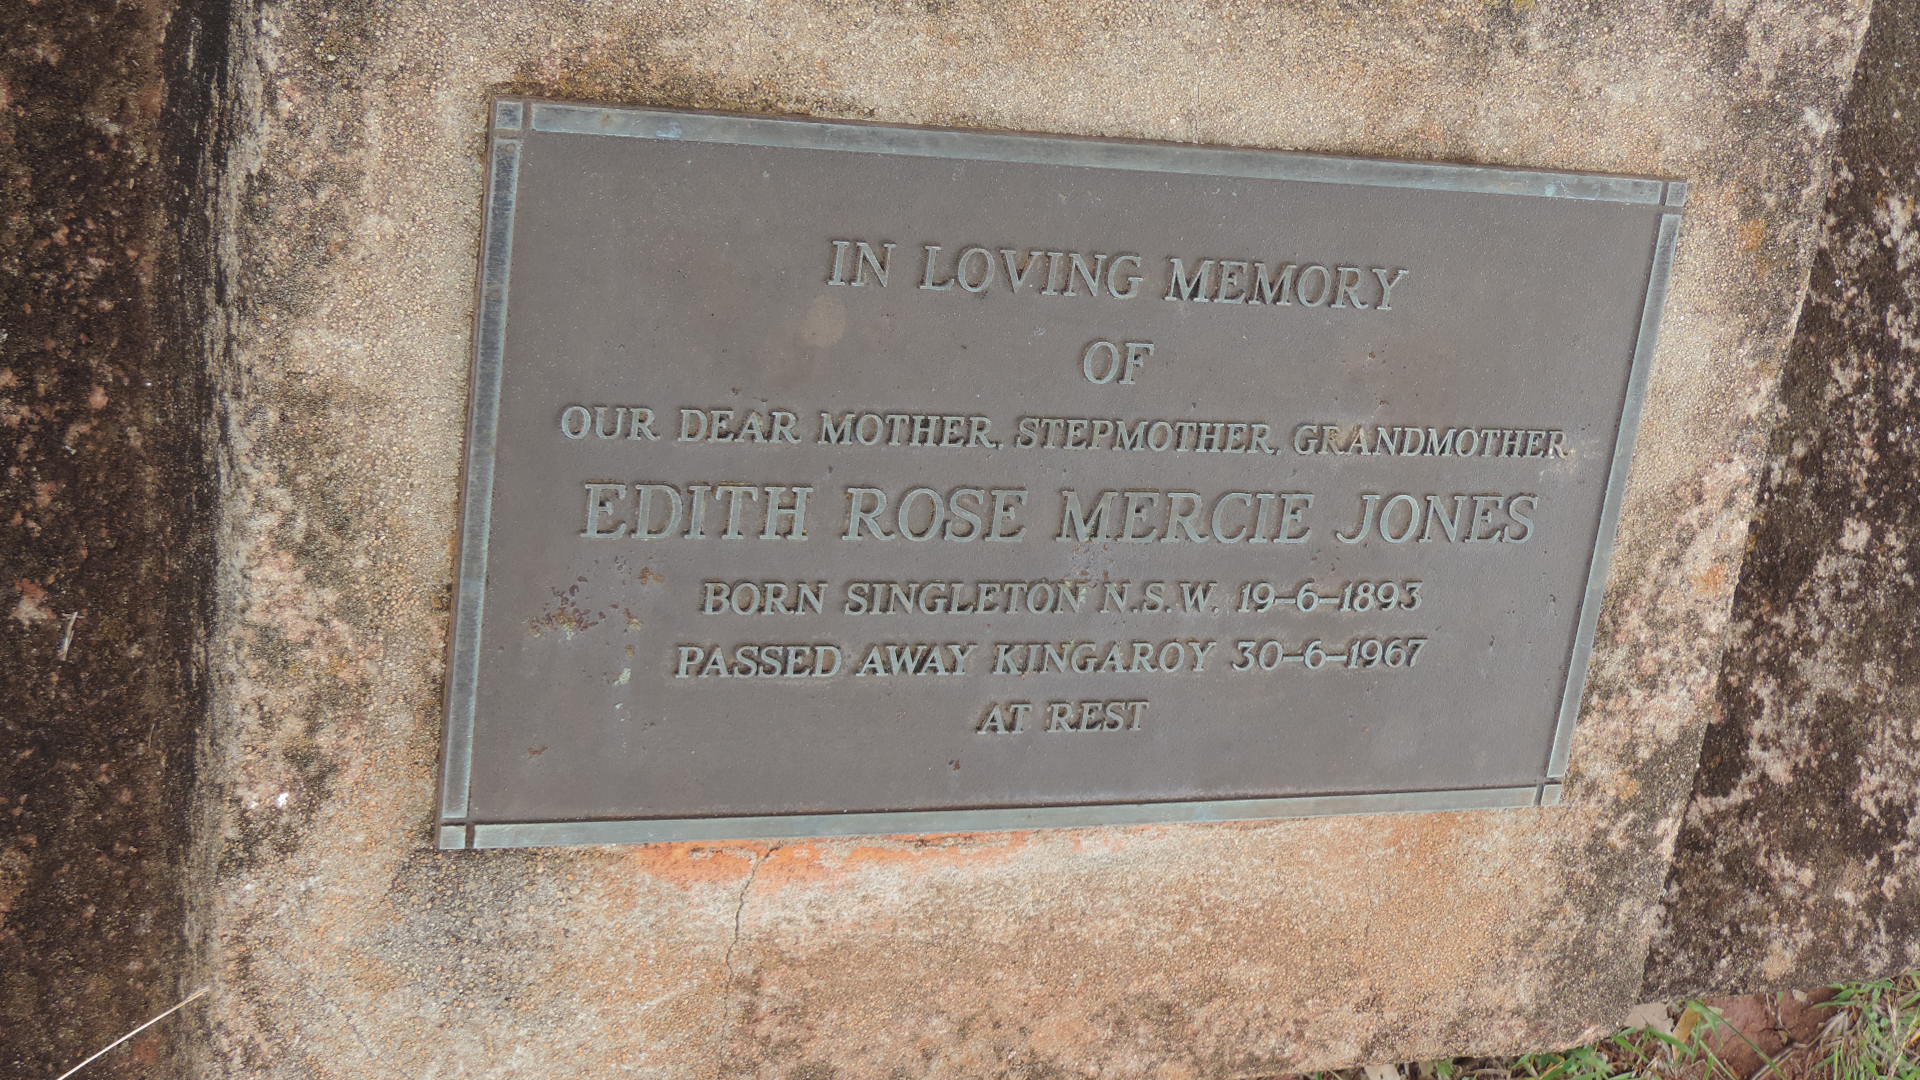 IN LOVING MEMORY
OF
OUR DEAR MOTHER, STEPMOTHER, GRANDMOTHER
EDITH ROSE MERCIE JONES
BORN SINGLETON N.S.W. 19-6-1893
PASSED AWAY KINGAROY 30-6-1967
AT REST